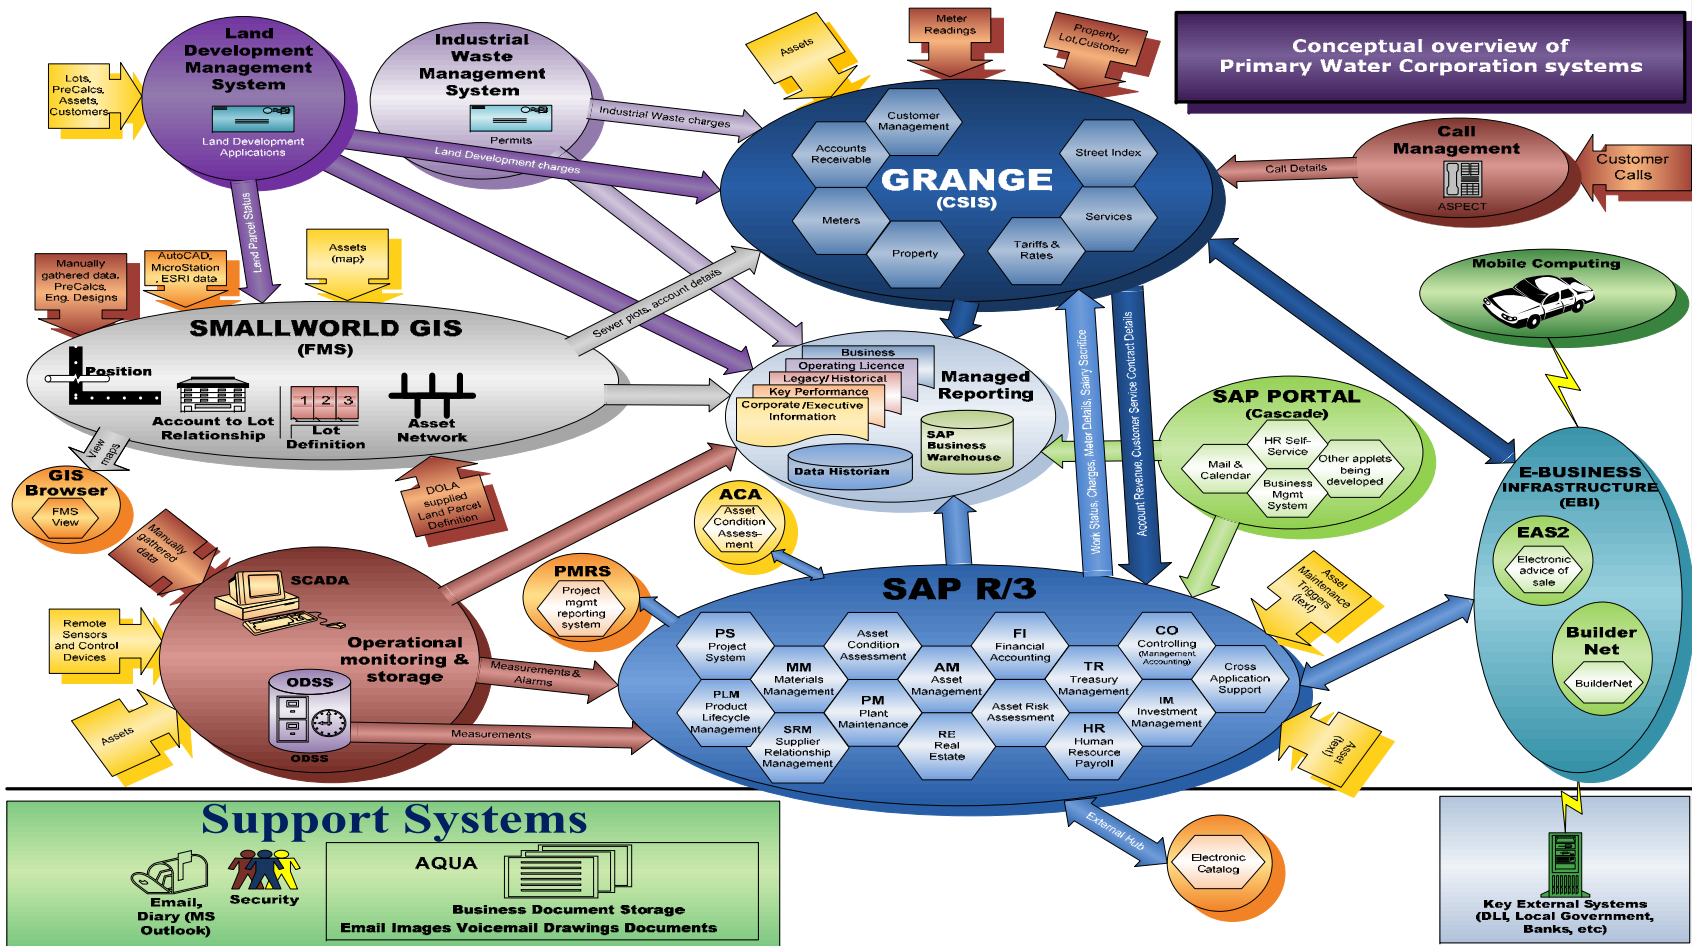 Conceptual overview of
Primary Water Corporation systems
Land
Development
Management
System
Land Development
Applications
Lots,
PreCalcs,
Assets,
Customers
Industrial
Waste
Management
System
Permits
Assets
Meter
Readings
Property,
Lot,Customer
Industrial Waste charges
Land Development charges
Land Parcel Status
GRANGE
(CSIS)
Customer
Management
Accounts
Receivable
Meters
Property
Street Index
Services
Tariffs &
Rates
Call
Management
ASPECT
Call Details
Customer
Calls
Mobile Computing
Manually
gathered data,
PreCalcs,
Eng. Designs
AutoCAD,
MicroStation
, ESRI data
Assets
(map)
SMALLWORLD GIS
(FMS)
Position
Account to Lot
Relationship
1 2 3
Lot
Definition
Asset
Network
Sewer plots, account details
View
maps
GIS
Browser
FMS
View
DOLA
supplied
Land Parcel
Definition
Managed
Reporting
Business
Operating Licence
Legacy/Historical
Key Performance
Corporate/Executive
Information
Data Historian
SAP
Business
Warehouse
Work Status, Charges, Meter Details, Salary Sacrifice
Account Revenue, Customer Service Contract Details
SAP PORTAL
(Cascade)
HR Self-
Service
Mail &
Calendar
Business
Mgmt
System
Other applets
being
developed
E-BUSINESS
INFRASTRUCTURE
(EBI)
EAS2
Electronic
advice of
sale
Builder
Net
BuilderNet
Manually
gathered
data
Remote
Sensors
and Control
Devices
Assets
SCADA
Operational
monitoring &
storage
ODSS
ODSS
Measurements &
Alarms
Measurements
ACA
Asset
Condition
Assess-
ment
PMRS
Project
mgmt
reporting
system
SAP R/3
PS
Project
System
Asset
Condition
Assessment
FI
Financial
Accounting
CO
Controlling
(Management
Accounting)
MM
Materials
Management
AM
Asset
Management
TR
Treasury
Management
Cross
Application
Support
PLM
Product
Lifecycle
Management
PM
Plant
Maintenance
Asset Risk
Assessment
IM
Investment
Management
SRM
Supplier
Relationship
Management
RE
Real
Estate
HR
Human
Resource
Payroll
Asset
Maintenance
Triggers
(text)
Asset
(text)
External Hub
Electronic
Catalog
Support Systems
Email,
Diary (MS
Outlook)
Security
AQUA
Business Document Storage
Email Images Voicemail Drawings Documents
Key External Systems
(DLI, Local Government,
Banks, etc)